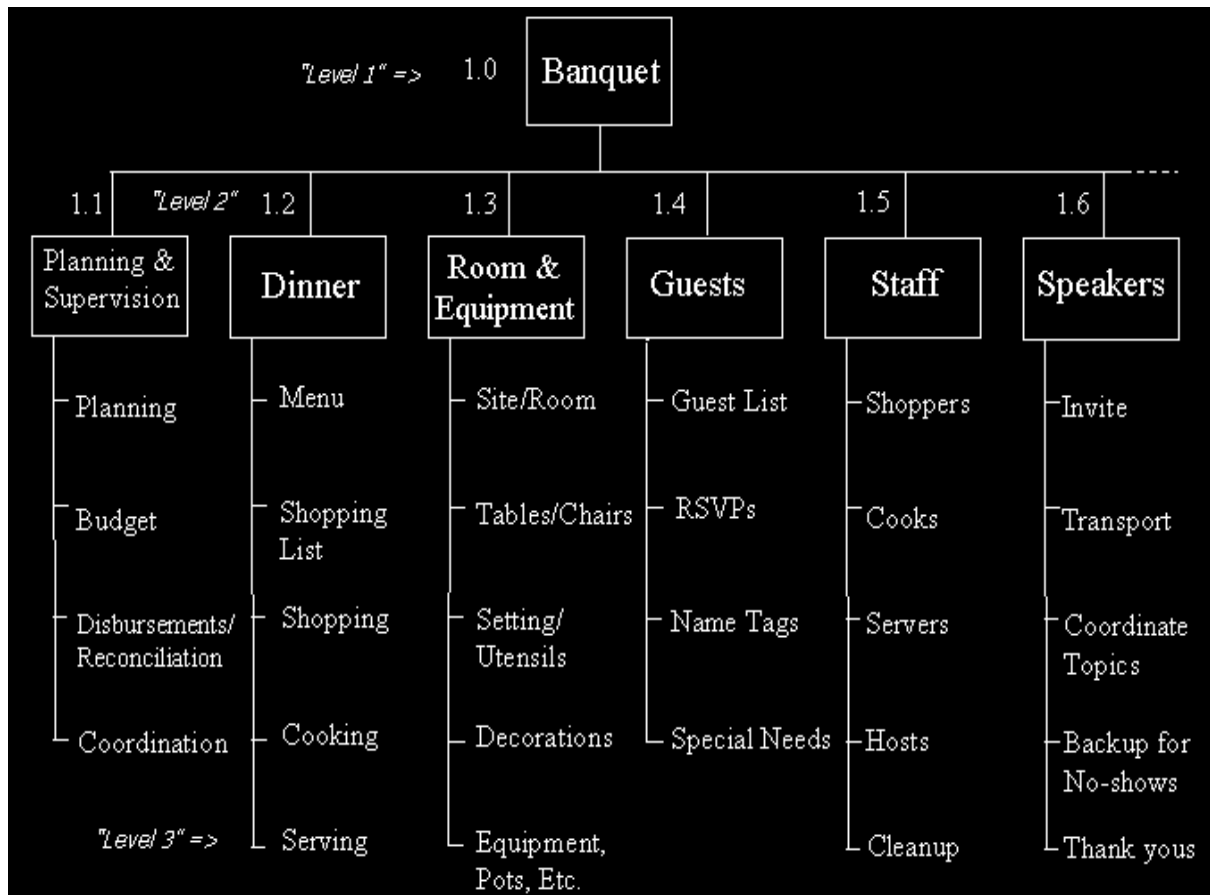 "Level 1" => 1.0 Banquet
1.1 "Level 2" 1.2 1.3 1.4 1.5 1.6
Planning &
Supervision
Dinner
Room &
Equipment
Guests
Staff
Speakers
Planning
Budget
Disbursements/
Reconciliation
Coordination
"Level 3" =>
Menu
Shopping
List
Shopping
Cooking
Serving
Site/Room
Tables/Chairs
Setting/
Utensils
Decorations
Equipment,
Pots, Etc.
Guest List
RSVPs
Name Tags
Special Needs
Shoppers
Cooks
Servers
Hosts
Cleanup
Invite
Transport
Coordinate
Topics
Backup for
No-shows
Thank yous